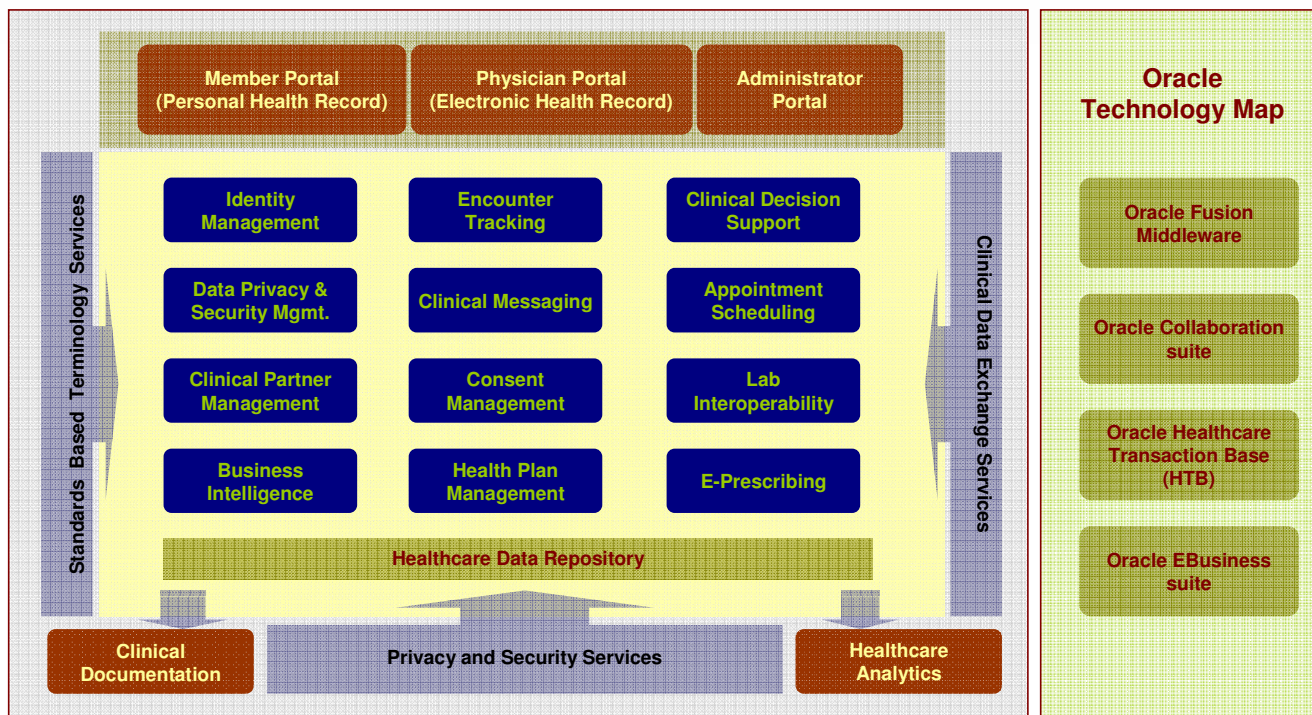 Member Portal
(Personal Health Record)
Physician Portal
(Electronic Health Record)
Administrator
Portal
Standards Based Terminology Services
Identity
Management
Encounter
Tracking
Clinical Decision
Support
Data Privacy &
Security Mgmt.
Clinical Messaging
Appointment
Scheduling
Clinical Partner
Management
Consent
Management
Lab
Interoperability
Business
Intelligence
Health Plan
Management
E-Prescribing
Healthcare Data Repository
Clinical Data Exchange Services
Clinical
Documentation
Privacy and Security Services
Healthcare
Analytics
Oracle
Technology Map
Oracle Fusion
Middleware
Oracle Collaboration
suite
Oracle Healthcare
Transaction Base
(HTB)
Oracle EBusiness
suite